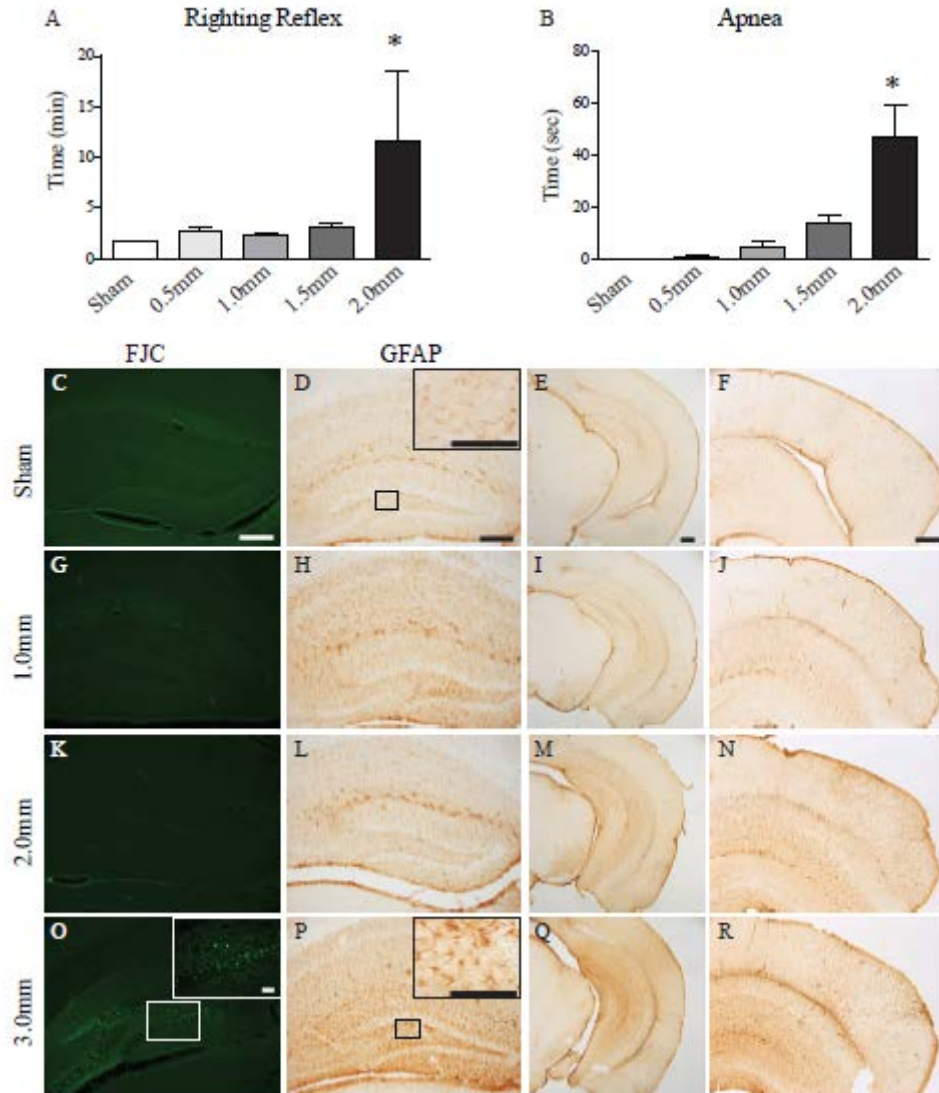 A
Righting Reflex
Time (min)
20
15
10
5
0
*
Sham
0.5mm
1.0mm
1.5mm
2.0mm
B
Apnea
Time (sec)
80
60
40
20
0
*
Sham
0.5mm
1.0mm
1.5mm
2.0mm
FJC
GFAP
Sham
C
D
E
F
1.0mm
G
H
I
J
2.0mm
K
L
M
N
3.0mm
O
P
Q
R